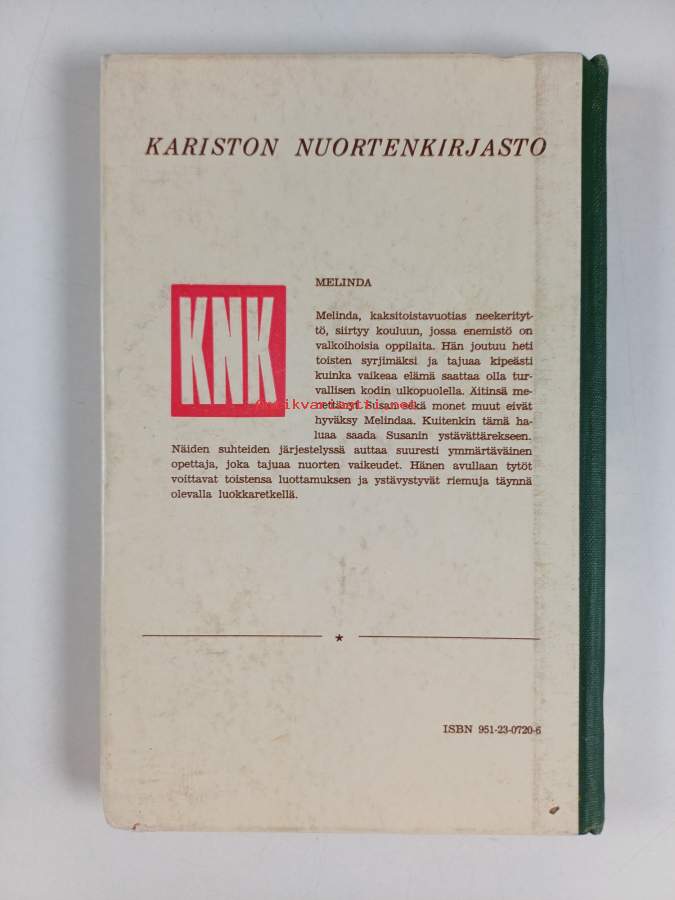 KARISTON NUORTENKIRJASTO
KNK
MELINDA
Melinda, kaksitoistavuotias neekerityt-
tö, siirtyy kouluun, jossa enemistö on
valkoihoisia oppilaita. Hän joutuu heti
toisten syrjimäksi ja tajuaa kipeästi
kuinka vaikeaa elämä saattaa olla tur-
vallisen kodin ulkopuolella. Äitinsä me-
nettänyt Susan sekä monet muut eivät
hyväksy Melindaa. Kuitenkin tämä ha-
luaa saada Susanin ystävättärekseen.
Näiden suhteiden järjestelyssä auttaa suuresti ymmärtäväinen
opettaja, joka tajuaa nuorten vaikeudet. Hänen avullaan tytöt
voittavat toistensa luottamuksen ja ystävystyvät riemuja täynnä
olevalla luokkaretkellä.
ISBN 951-23-0720-6